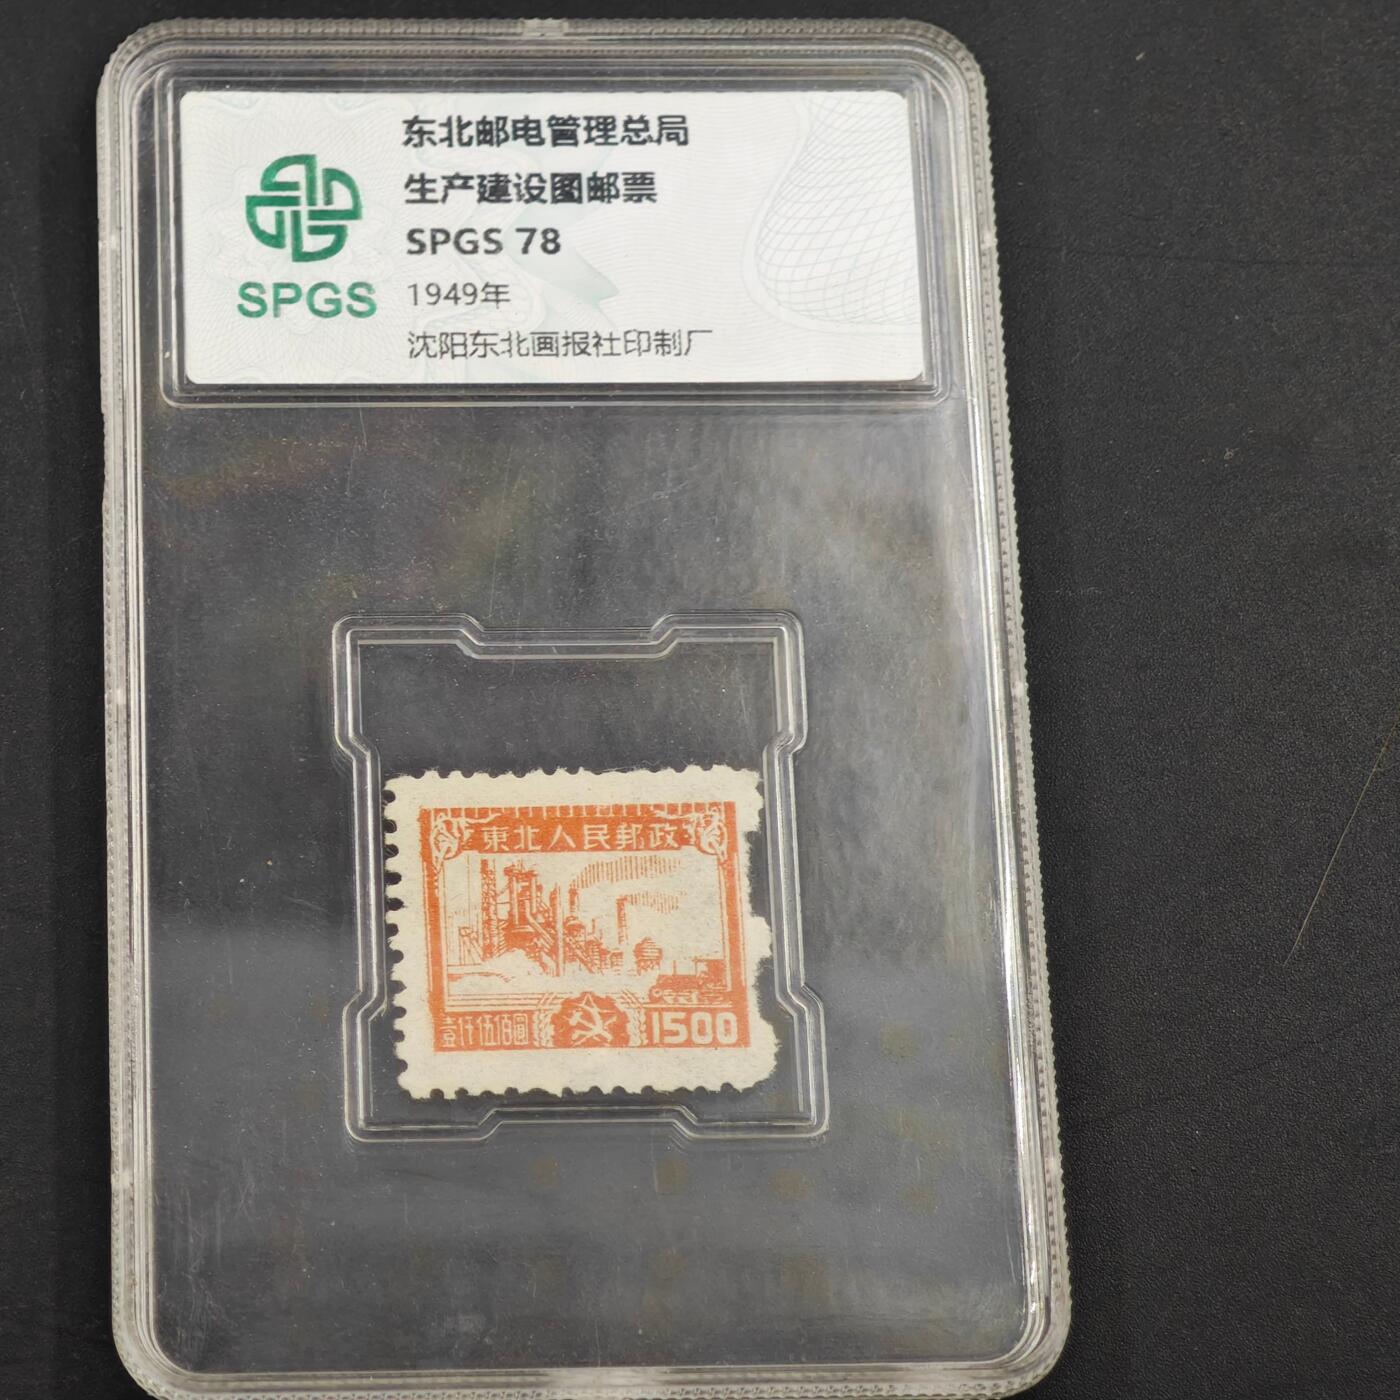 东北邮电管理总局
生产建设图邮票
SPGS 78
1949年
沈阳东北画报社印制厂
SPGS
東北人民郵政
壹仟伍佰圓
1500